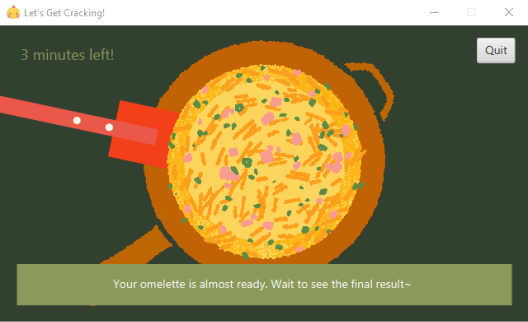 Let's Get Cracking!
3 minutes left!
Quit
Your omelette is almost ready. Wait to see the final result~